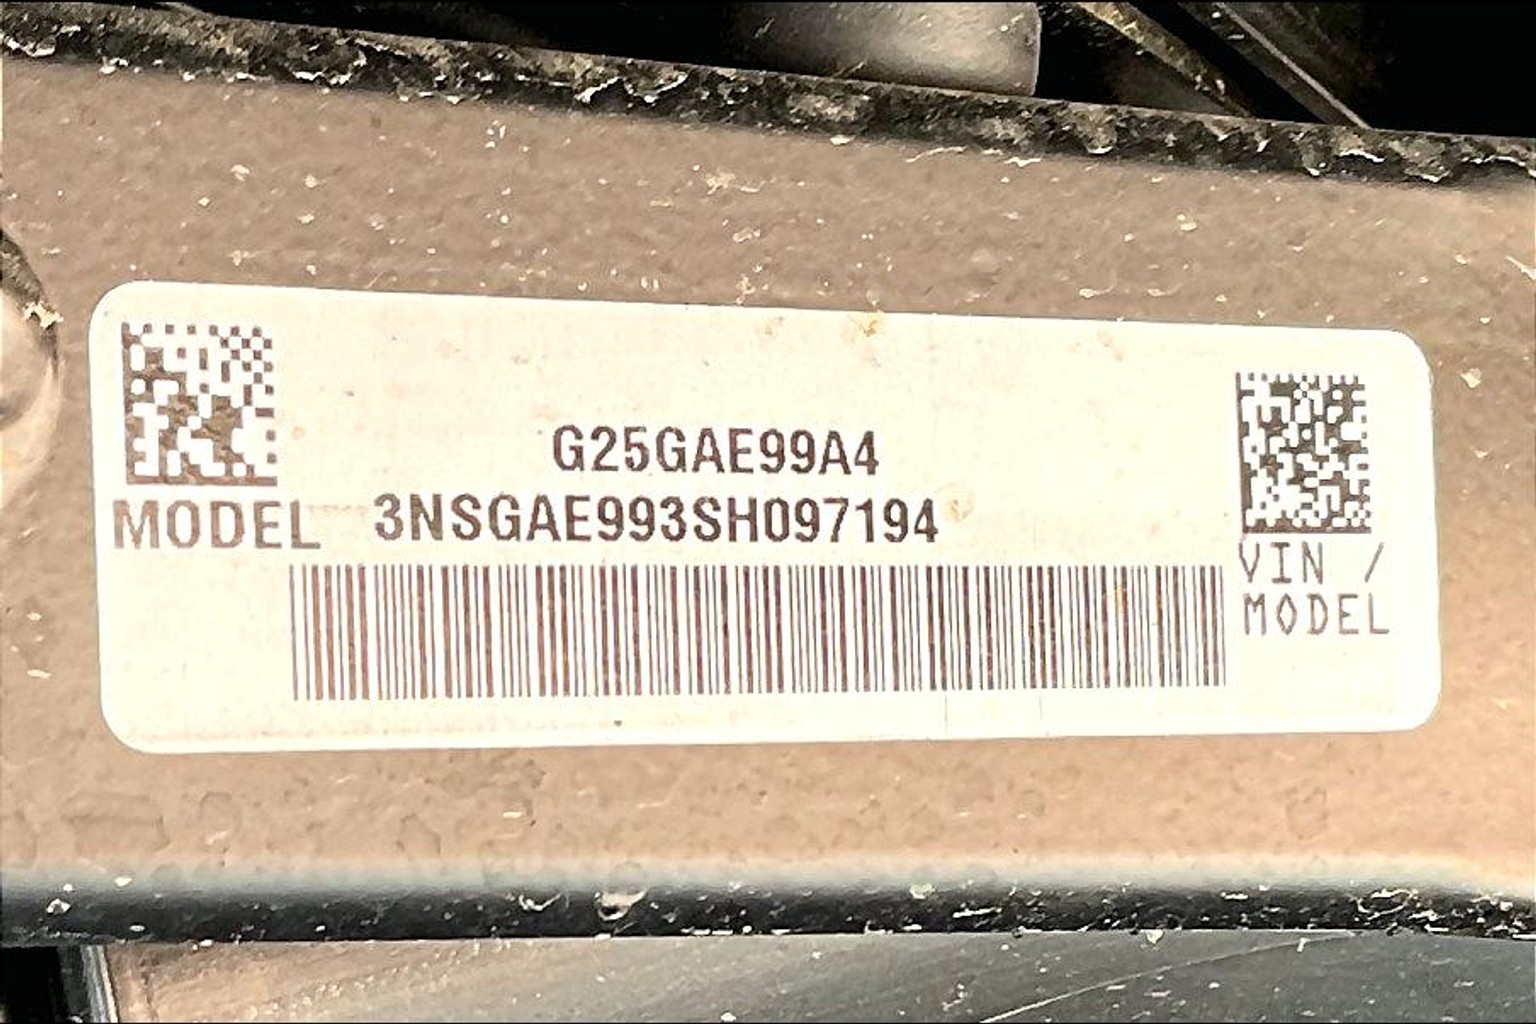 G25GAE99A4
MODEL 3NSGAE993SH097194
VIN /
MODEL